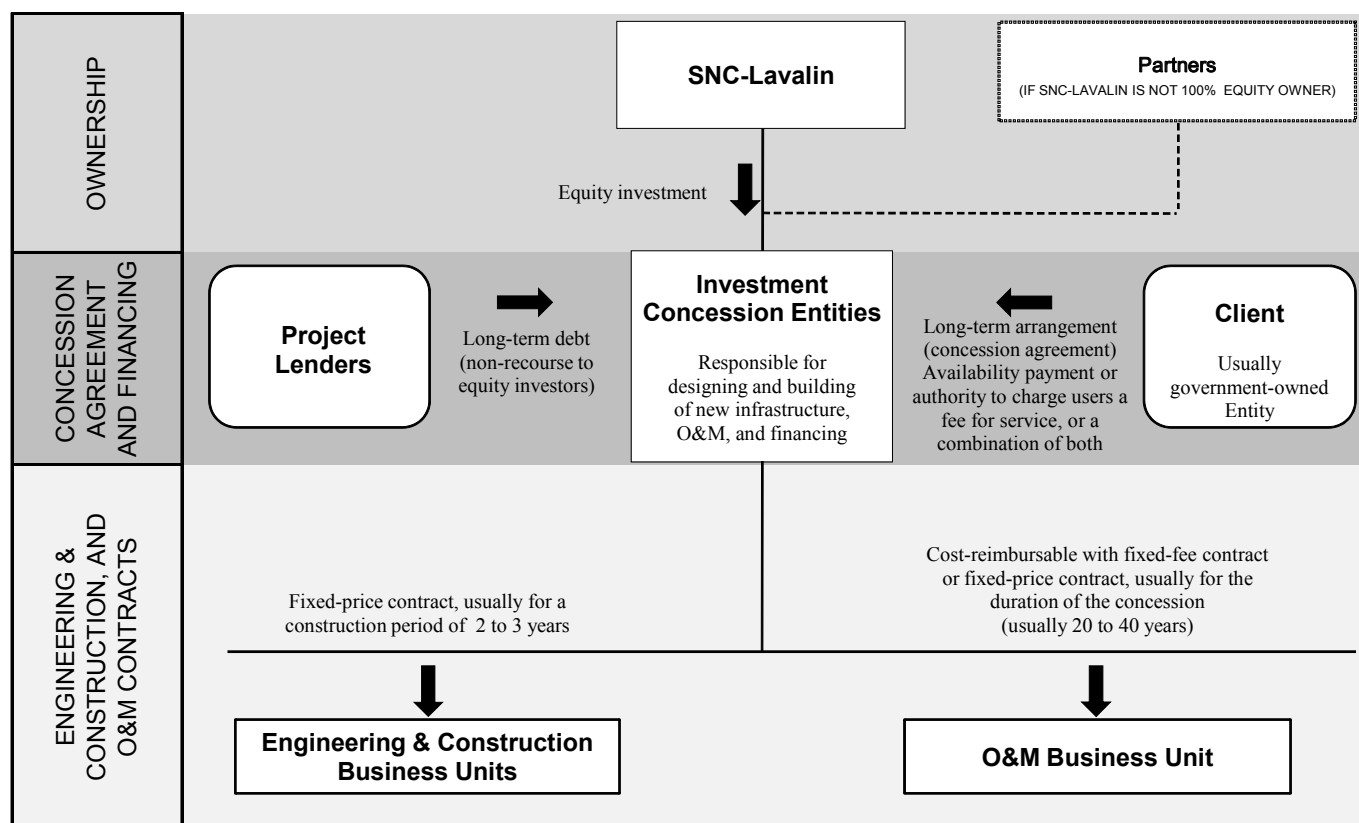 OWNERSHIP
SNC-Lavalin
Partners
(IF SNC-LAVALIN IS NOT 100% EQUITY OWNER)
Equity investment
CONCESSION
AGREEMENT
AND FINANCING
Project
Lenders
Long-term debt
(non-recourse to
equity investors)
Investment
Concession Entities
Responsible for
designing and building
of new infrastructure,
O&M, and financing
Long-term arrangement
(concession agreement)
Availability payment or
authority to charge users a
fee for service, or a
combination of both
Client
Usually
government-owned
Entity
ENGINEERING &
CONSTRUCTION, AND
O&M CONTRACTS
Fixed-price contract, usually for a
construction period of 2 to 3 years
Cost-reimbursable with fixed-fee contract
or fixed-price contract, usually for the
duration of the concession
(usually 20 to 40 years)
Engineering & Construction
Business Units
O&M Business Unit